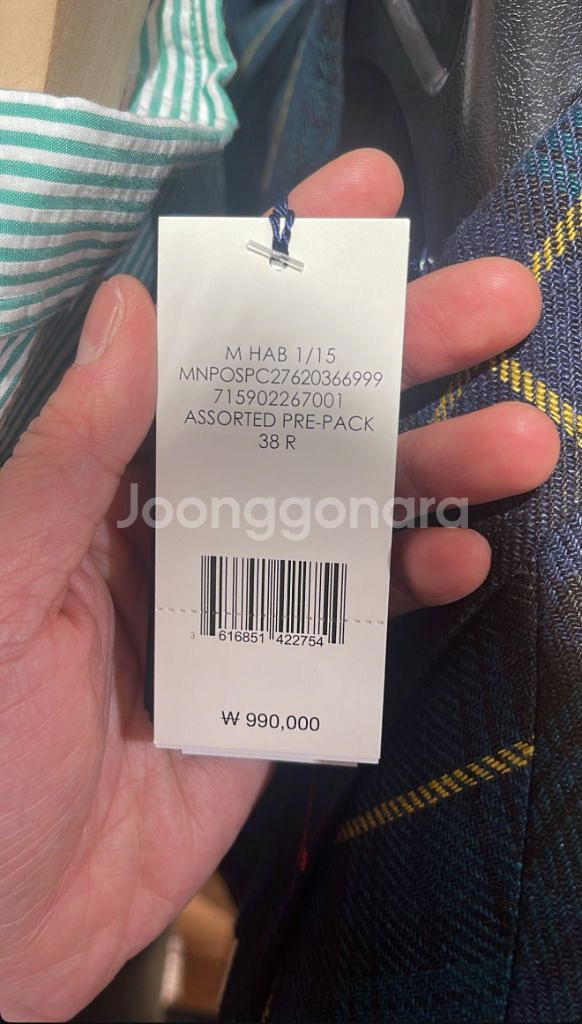 M HAB 1/15
MNPOSPC27620366999
715902267001
ASSORTED PRE-PACK
38 R
Joonggonara
3 616851 422754
₩ 990,000